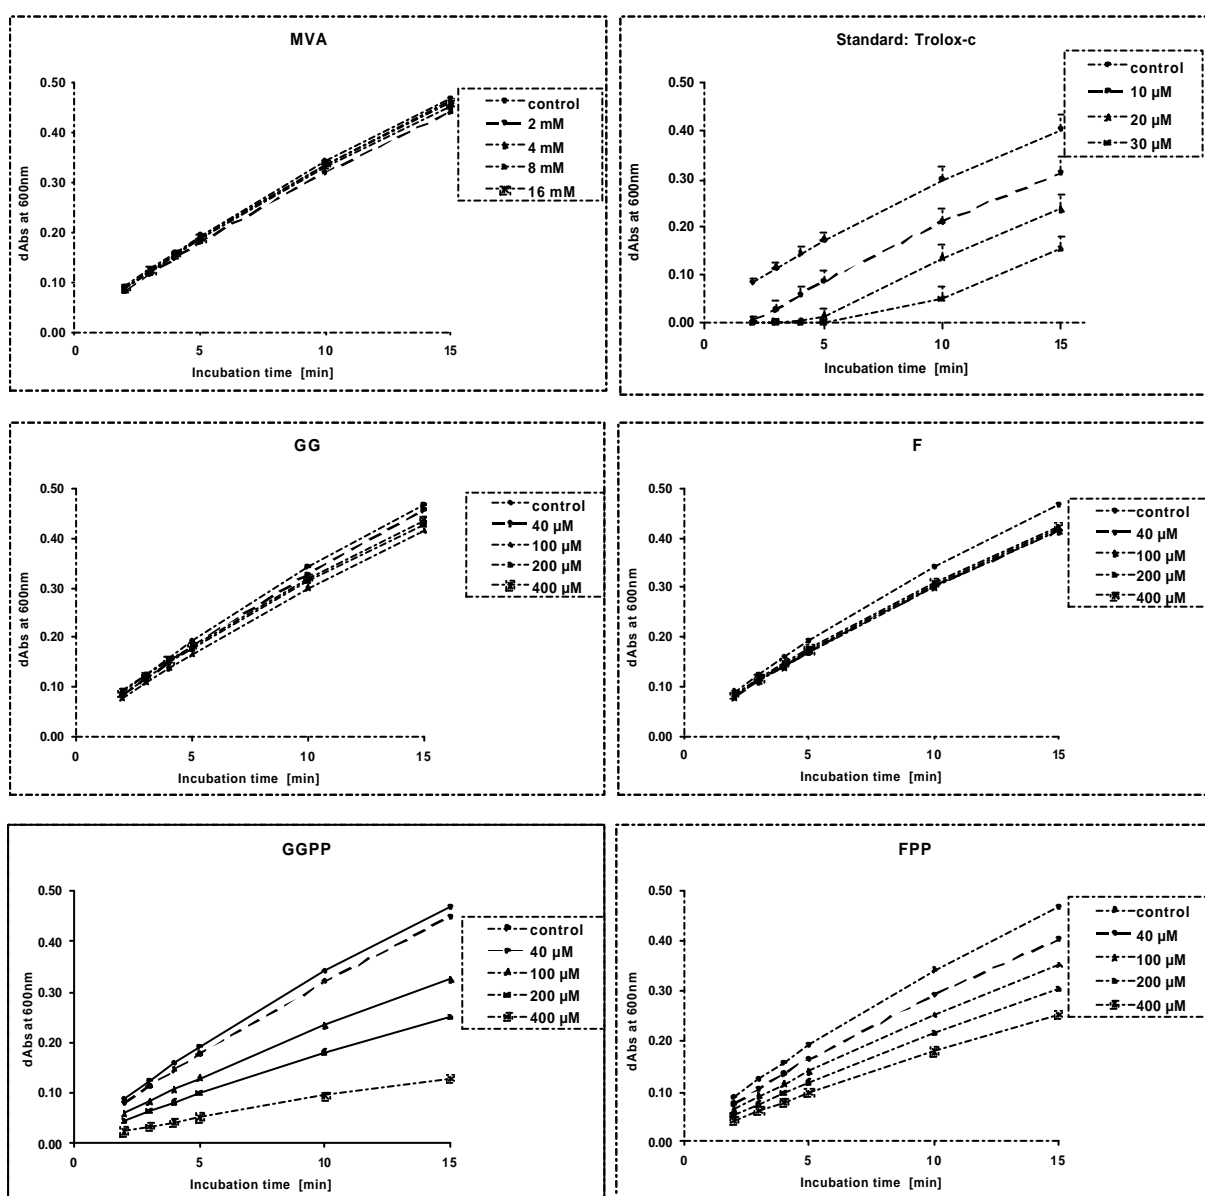 MVA
0.50
0.40
0.30
0.20
0.10
0.00
0 5 10 15
dAbs at 600nm
Incubation time [min]
control
2 mM
4 mM
8 mM
16 mM
Standard: Trolox-c
0.50
0.40
0.30
0.20
0.10
0.00
0 5 10 15
dAbs at 600nm
Incubation time [min]
control
10 µM
20 µM
30 µM
GG
0.50
0.40
0.30
0.20
0.10
0.00
0 5 10 15
dAbs at 600nm
Incubation time [min]
control
40 µM
100 µM
200 µM
400 µM
F
0.50
0.40
0.30
0.20
0.10
0.00
0 5 10 15
dAbs at 600nm
Incubation time [min]
control
40 µM
100 µM
200 µM
400 µM
GGPP
0.50
0.40
0.30
0.20
0.10
0.00
0 5 10 15
dAbs at 600nm
Incubation time [min]
control
40 µM
100 µM
200 µM
400 µM
FPP
0.50
0.40
0.30
0.20
0.10
0.00
0 5 10 15
dAbs at 600nm
Incubation time [min]
control
40 µM
100 µM
200 µM
400 µM